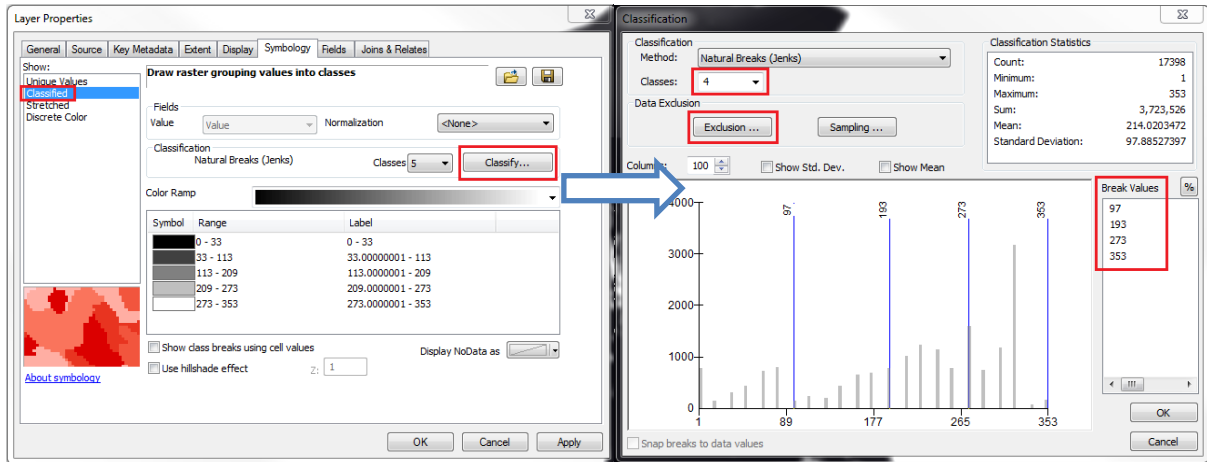 Layer Properties
General Source Key Metadata Extent Display Symbology Fields Joins & Relates
Show:
Unique Values
Classified
Stretched
Discrete Color
About symbology
Draw raster grouping values into classes
Fields
Value Value Normalization <None>
Classification
Natural Breaks (Jenks) Classes 5 Classify...
Color Ramp
Symbol Range Label
0 - 33 0 - 33
33 - 113 33.00000001 - 113
113 - 209 113.0000001 - 209
209 - 273 209.0000001 - 273
273 - 353 273.0000001 - 353
Show class breaks using cell values Display NoData as
Use hillshade effect Z: 1
OK Cancel Apply
Classification
Classification
Method: Natural Breaks (Jenks)
Classes: 4
Data Exclusion
Exclusion ... Sampling ...
Classification Statistics
Count: 17398
Minimum: 1
Maximum: 353
Sum: 3,723,526
Mean: 214.0203472
Standard Deviation: 97.88527397
Columns: 100 Show Std. Dev. Show Mean
4000
3000
2000
1000
0
97
193
273
353
1 89 177 265 353
Break Values %
97
193
273
353
Snap breaks to data values
OK
Cancel